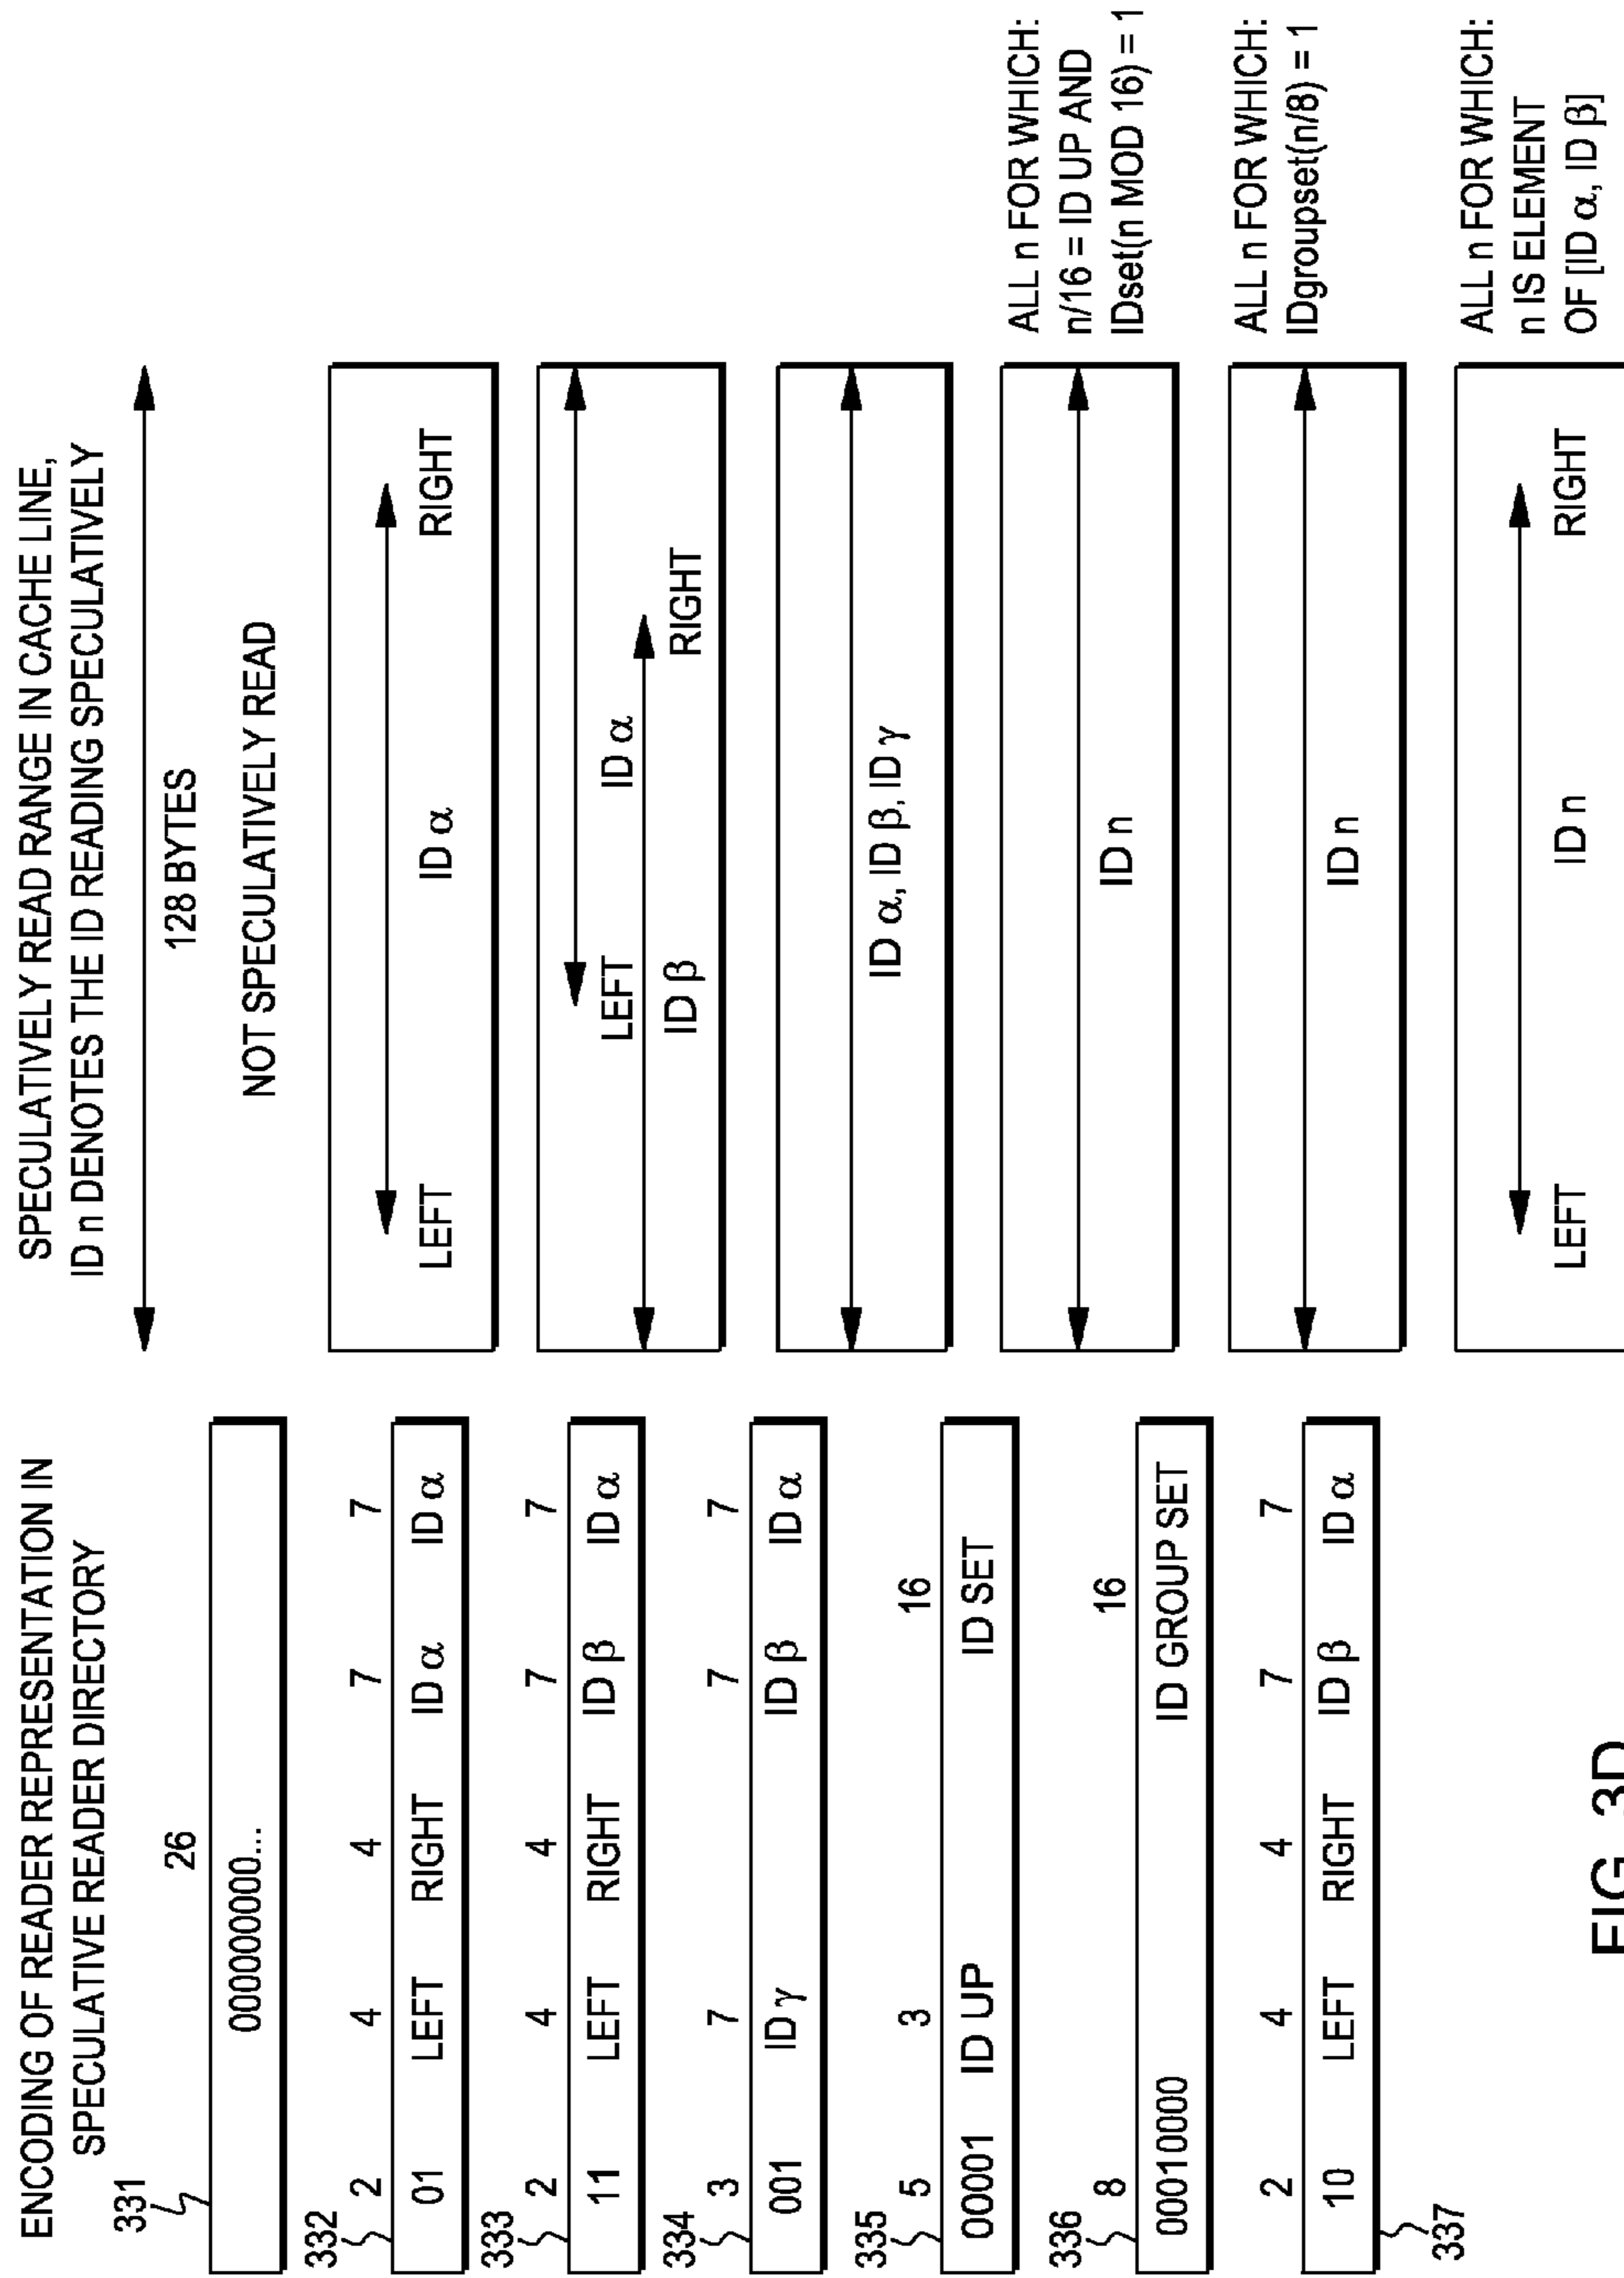 ENCODING OF READER REPRESENTATION IN
SPECULATIVE READER DIRECTORY
SPECULATIVELY READ RANGE IN CACHE LINE,
ID n DENOTES THE ID READING SPECULATIVELY
128 BYTES
331
26
000000000...
NOT SPECULATIVELY READ
332
2 4 4 7 7
01 LEFT RIGHT ID α ID α
LEFT ID α RIGHT
333
2 4 4 7 7
11 LEFT RIGHT ID β ID α
LEFT ID α
ID β RIGHT
334
3 7 7 7
001 ID γ ID β ID α
ID α, ID β, ID γ
335
5 3 16
00001 ID UP ID SET
ID n
ALL n FOR WHICH:
n/16 = ID UP AND
IDset(n MOD 16) = 1
336
8 16
00010000 ID GROUP SET
ID n
ALL n FOR WHICH:
IDgroupset(n/8) = 1
2 4 4 7 7
10 LEFT RIGHT ID β ID α
337
LEFT ID n RIGHT
ALL n FOR WHICH:
n IS ELEMENT
OF [ID α, ID β]
FIG. 3D